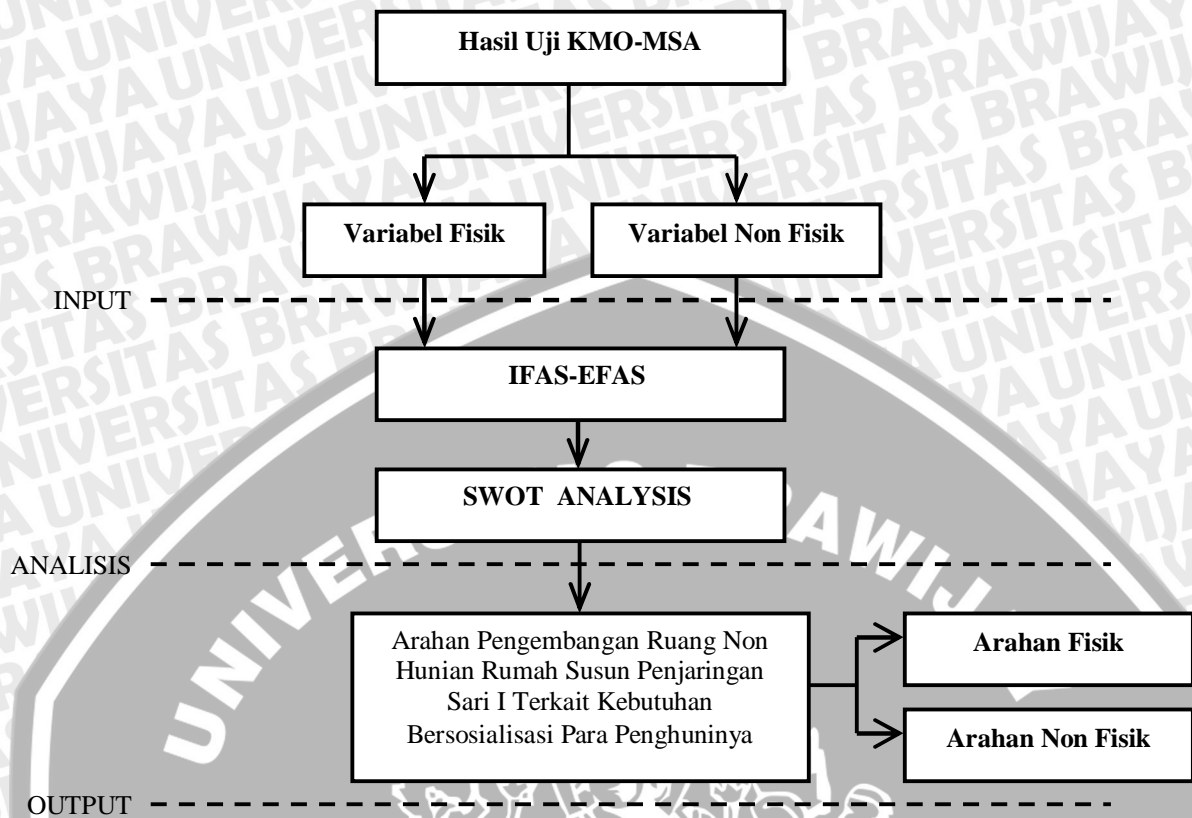 Hasil Uji KMO-MSA
Variabel Fisik
Variabel Non Fisik
INPUT
IFAS-EFAS
SWOT ANALYSIS
ANALISIS
Arahan Pengembangan Ruang Non
Hunian Rumah Susun Penjaringan
Sari I Terkait Kebutuhan
Bersosialisasi Para Penghuninya
Arahan Fisik
Arahan Non Fisik
OUTPUT